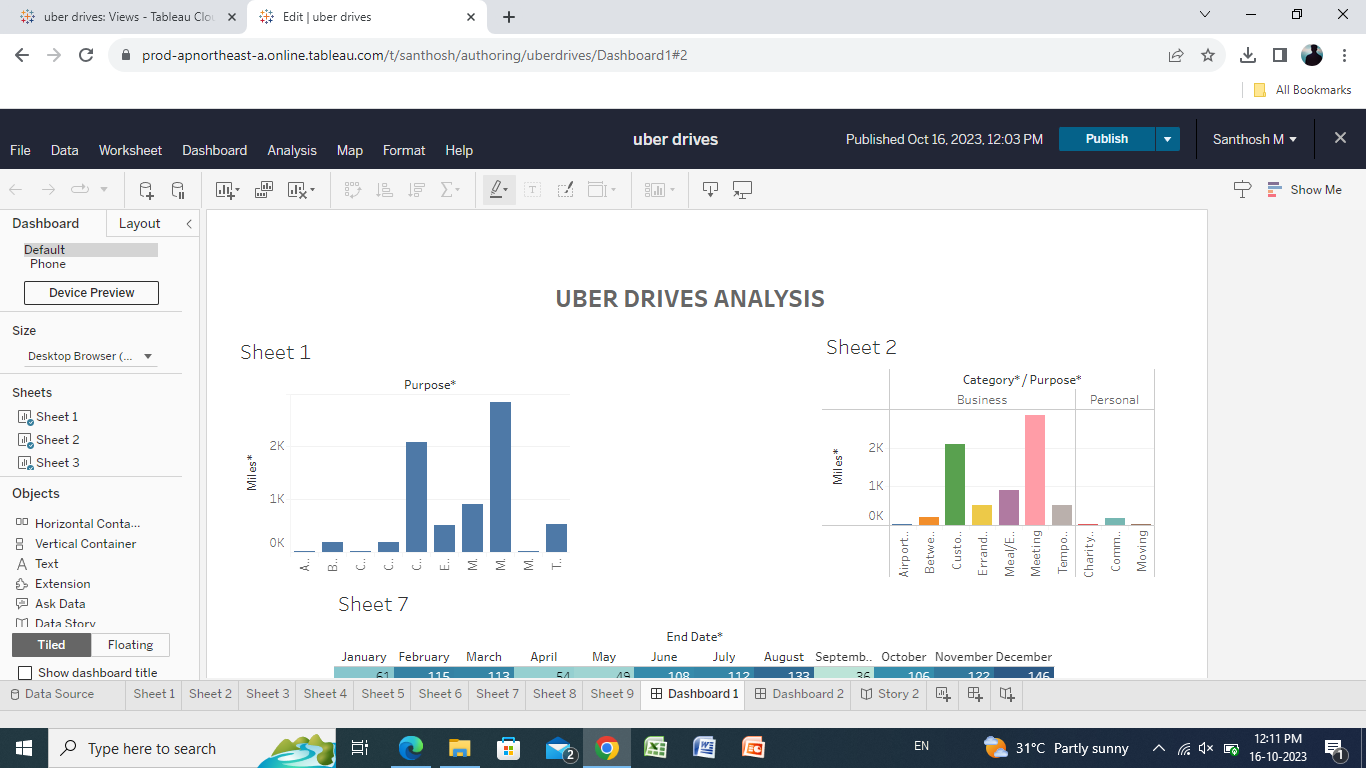 uber drives: Views - Tableau Clou
Edit | uber drives
prod-apnortheast-a.online.tableau.com/t/santhosh/authoring/uberdrives/Dashboard1#2
All Bookmarks
uber drives
Published Oct 16, 2023, 12:03 PM
Publish
Santhosh M
File Data Worksheet Dashboard Analysis Map Format Help
Show Me
Dashboard Layout
Default
Phone
Device Preview
Size
Desktop Browser (...
Sheets
Sheet 1
Sheet 2
Sheet 3
Objects
Horizontal Conta...
Vertical Container
Text
Extension
Ask Data
Data Story
Tiled Floating
Show dashboard title
UBER DRIVES ANALYSIS
Sheet 1
Purpose*
Miles*
2K
1K
0K
A.. B.. C.. C.. C.. E.. M. M. M. T..
Sheet 2
Category* / Purpose*
Business Personal
Miles*
2K
1K
0K
Airport.. Betwe.. Custo.. Errand.. Meal/E.. Meeting Tempo.. Charity.. Comm.. Moving
Sheet 7
End Date*
January February March April May June July August Septemb.. October November December
61 115 113 54 49 108 112 133 36 106 122 146
Data Source Sheet 1 Sheet 2 Sheet 3 Sheet 4 Sheet 5 Sheet 6 Sheet 7 Sheet 8 Sheet 9 Dashboard 1 Dashboard 2 Story 2
Type here to search
2
EN
31°C Partly sunny
12:11 PM
16-10-2023
1